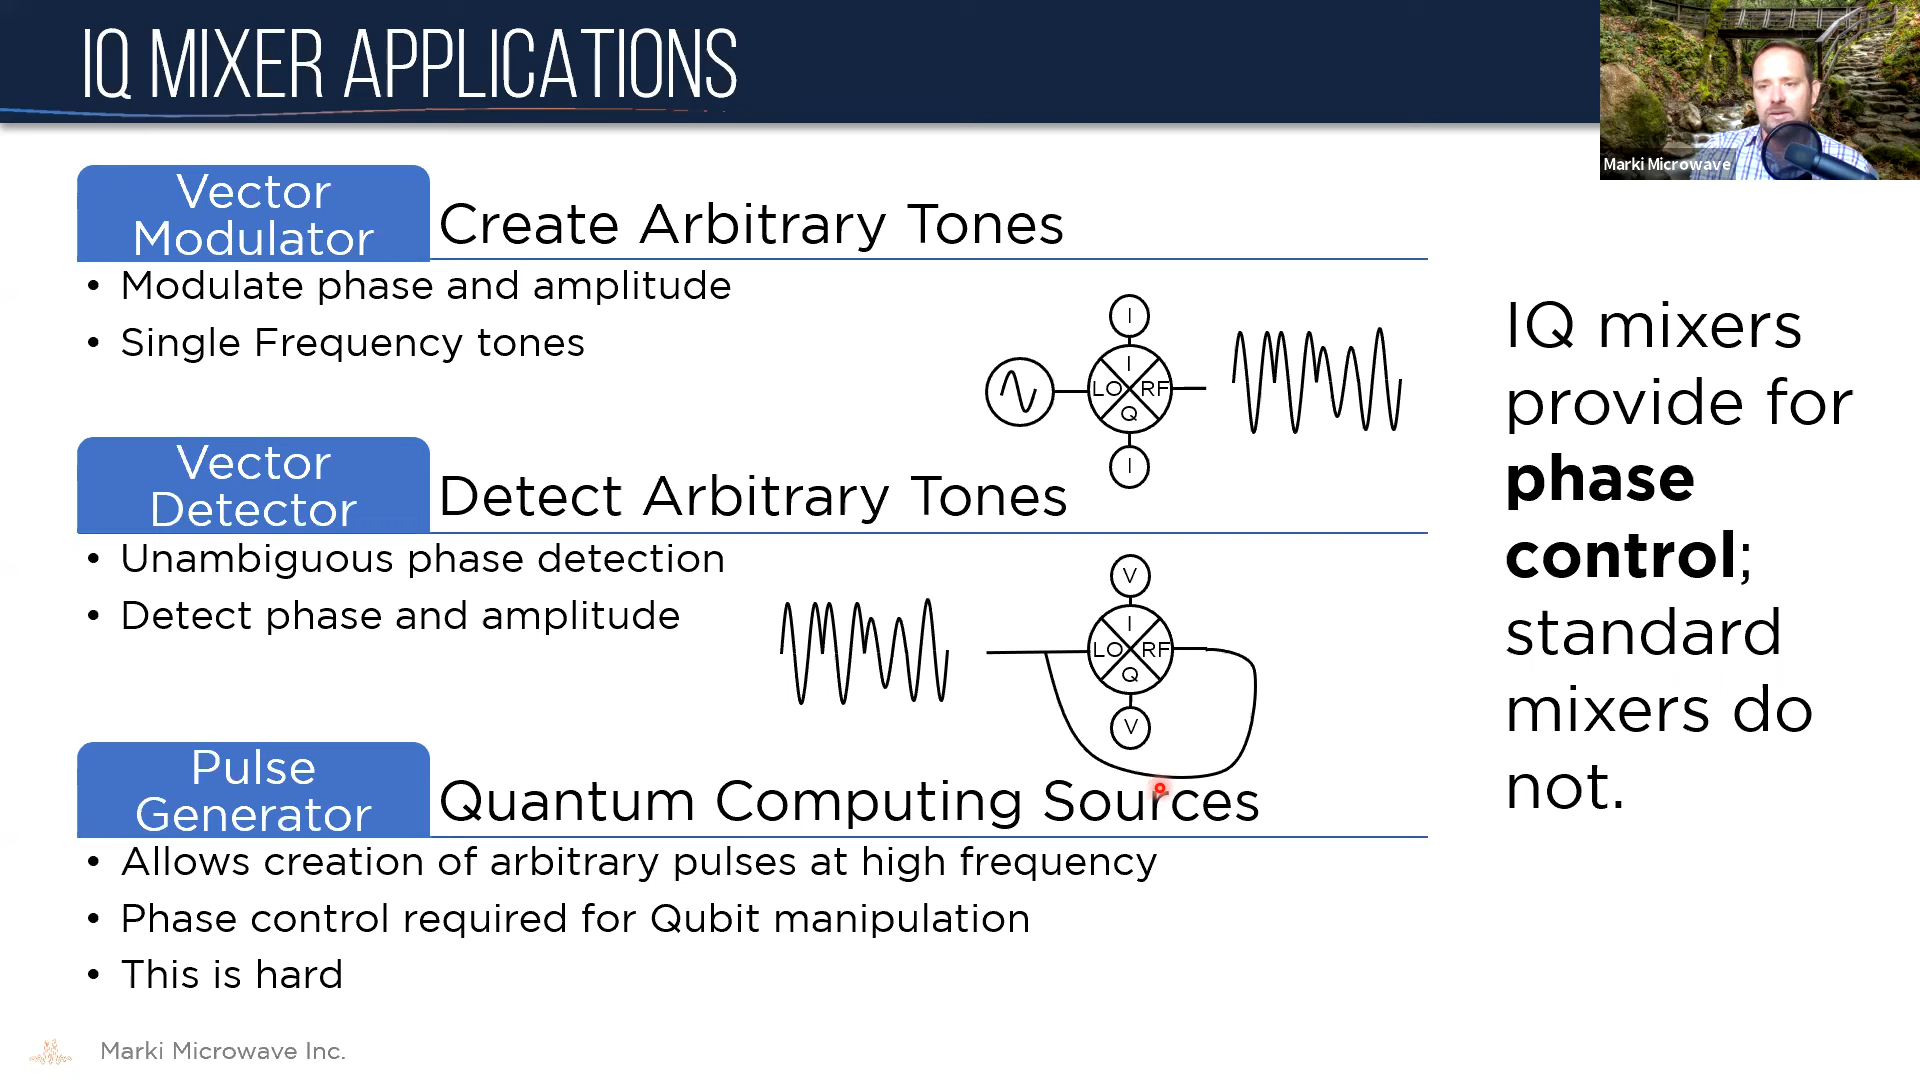 IQ MIXER APPLICATIONS
Marki Microwave
Vector
Modulator
Create Arbitrary Tones
• Modulate phase and amplitude
• Single Frequency tones
I
I
LO RF
Q
I
Vector
Detector
Detect Arbitrary Tones
• Unambiguous phase detection
• Detect phase and amplitude
V
I
LO RF
Q
V
Pulse
Generator
Quantum Computing Sources
• Allows creation of arbitrary pulses at high frequency
• Phase control required for Qubit manipulation
• This is hard
IQ mixers
provide for
phase
control;
standard
mixers do
not.
Marki Microwave Inc.